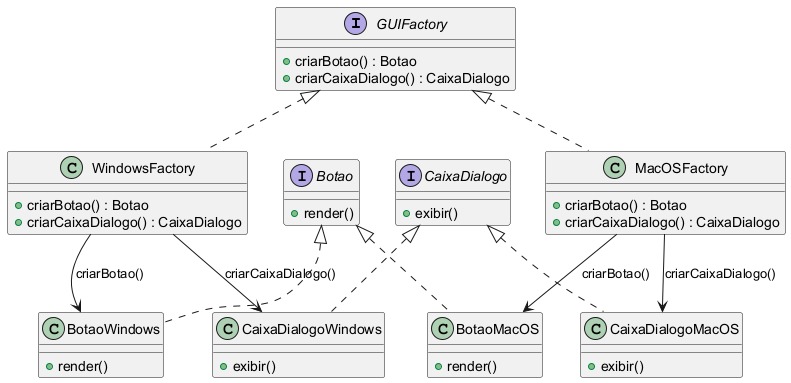 I GUIFactory
+ criarBotao() : Botao
+ criarCaixaDialogo() : CaixaDialogo
C WindowsFactory
+ criarBotao() : Botao
+ criarCaixaDialogo() : CaixaDialogo
I Botao
render()
I CaixaDialogo
exibir()
C MacOSFactory
criarBotao() : Botao
criarCaixaDialogo() : CaixaDialogo
criarBotao()
criarCaixaDialogo()
criarBotao()
criarCaixaDialogo()
C BotaoWindows
render()
C CaixaDialogoWindows
exibir()
C BotaoMacOS
render()
C CaixaDialogoMacOS
exibir()